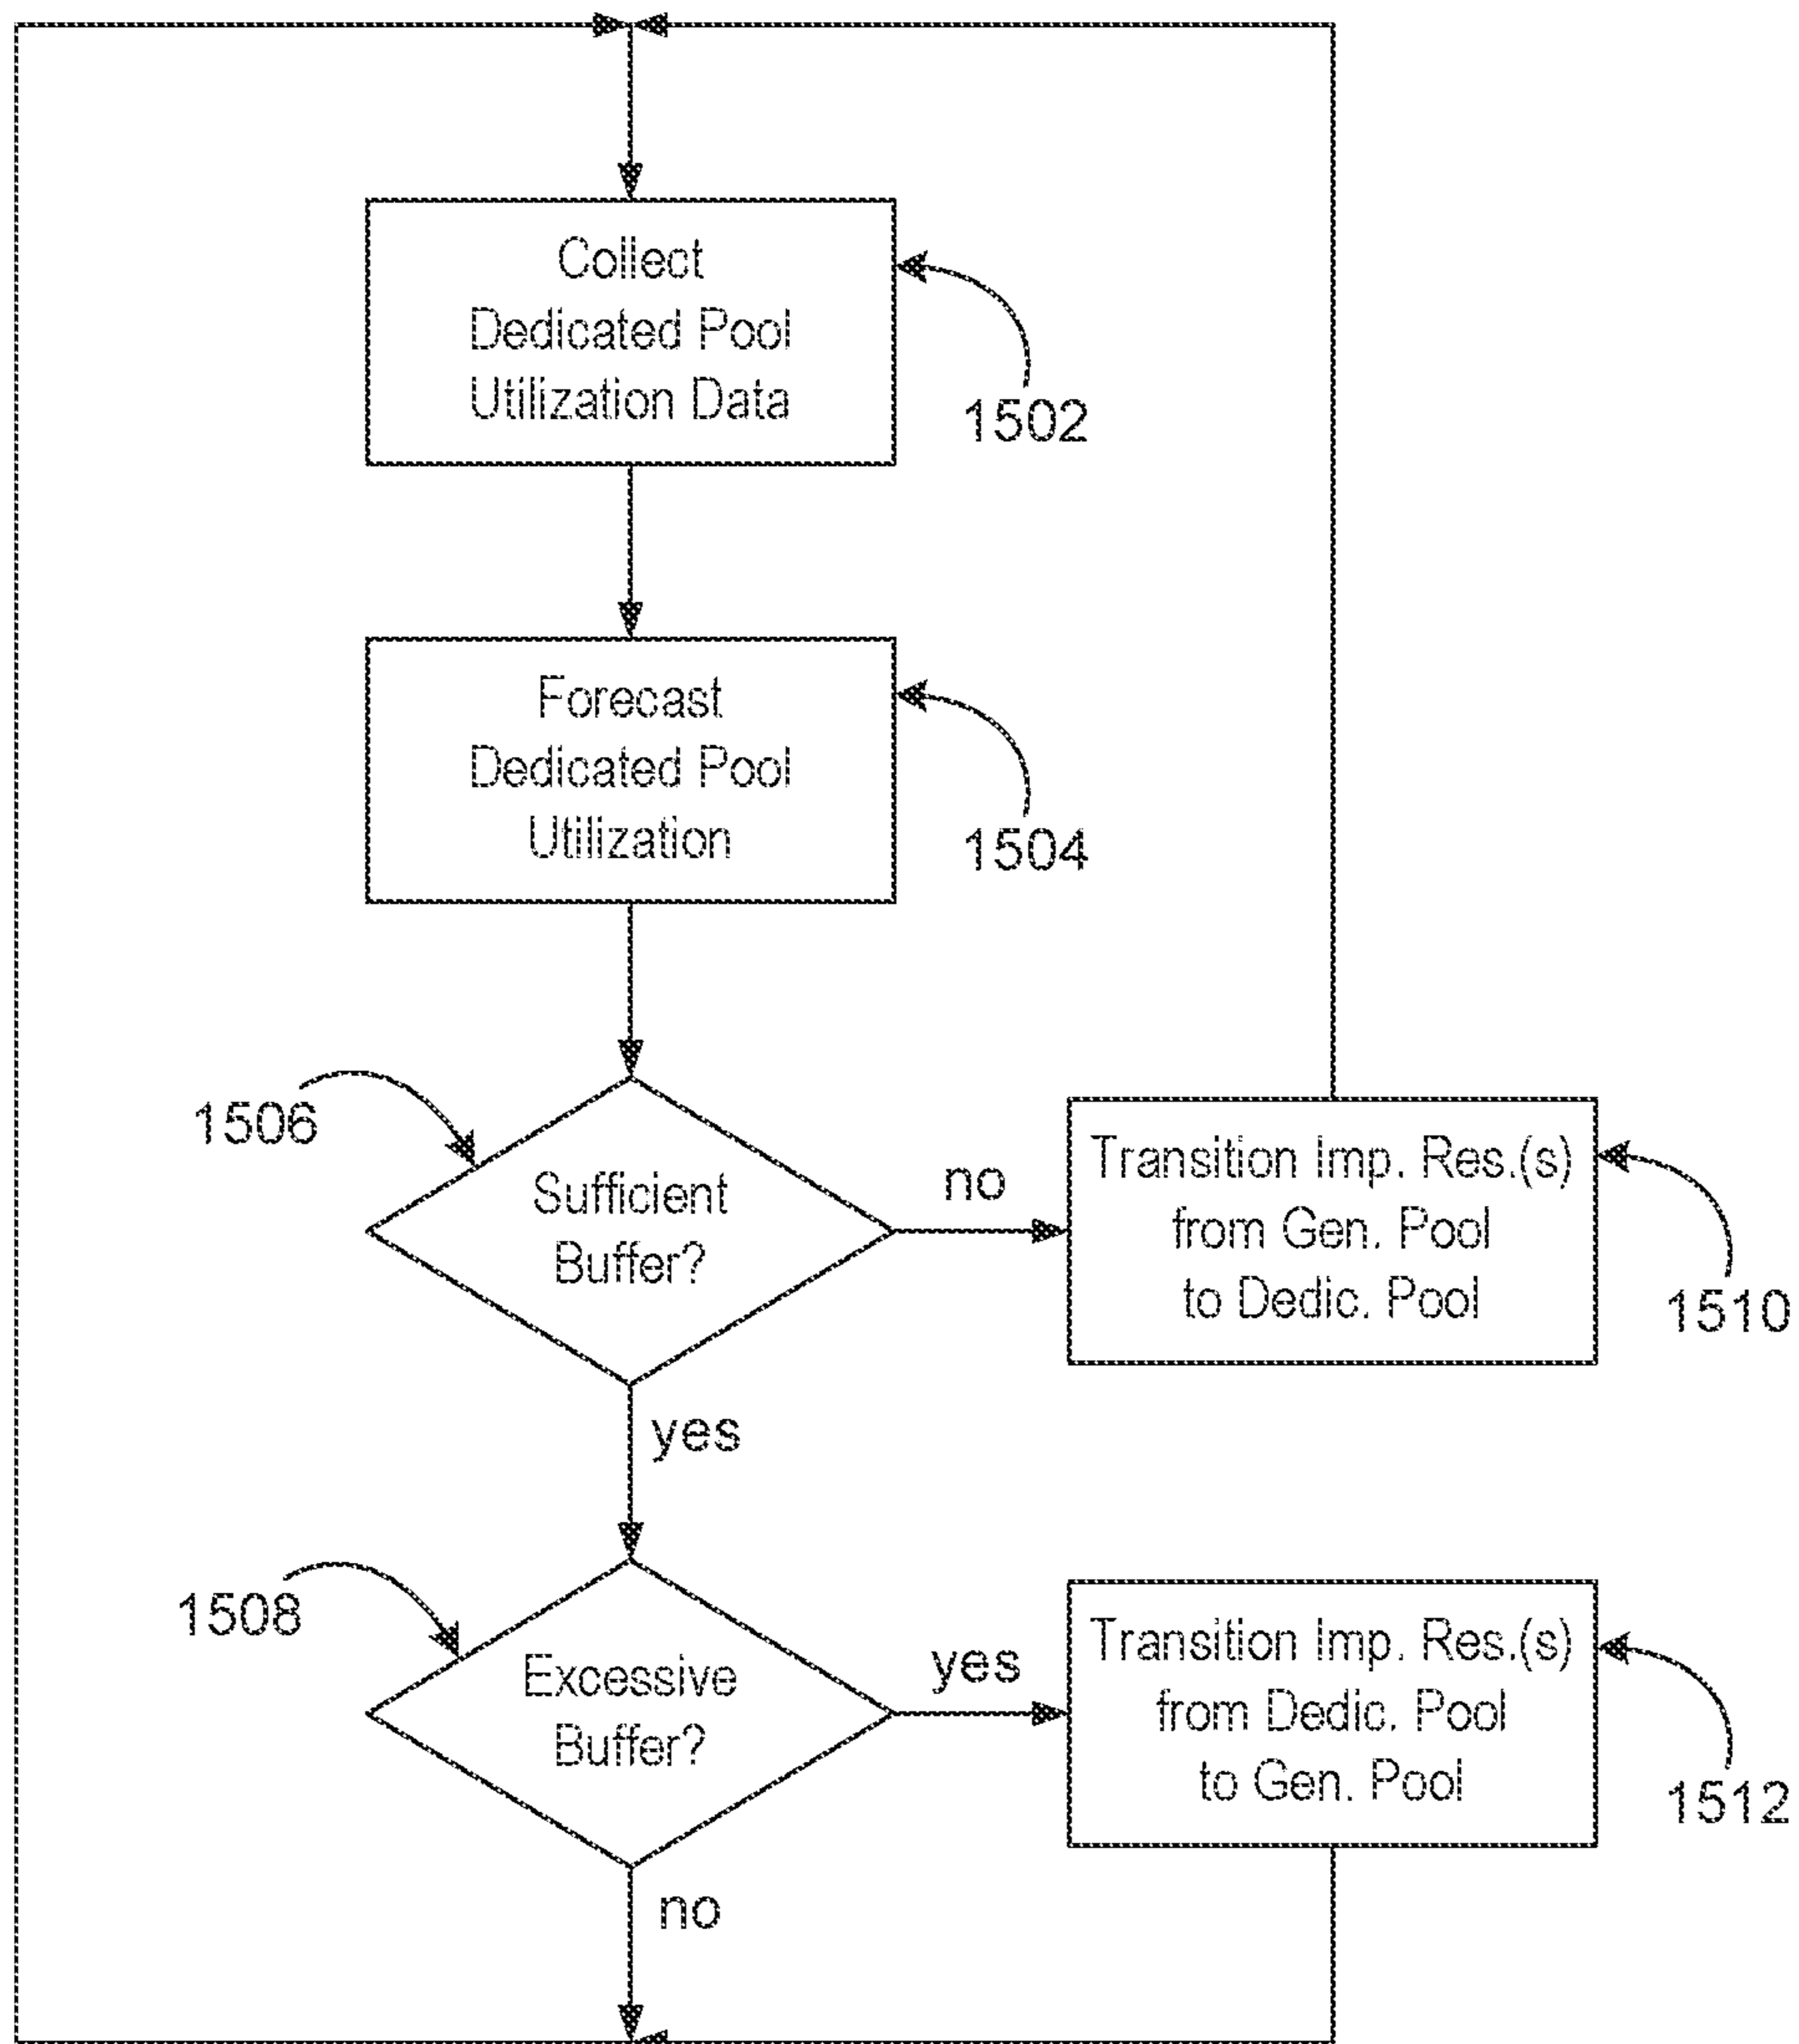 Collect
Dedicated Pool
Utilization Data
1502
Forecast
Dedicated Pool
Utilization
1504
1506
Sufficient
Buffer?
no
Transition Imp. Res.(s)
from Gen. Pool
to Dedic. Pool
1510
yes
1508
Excessive
Buffer?
yes
Transition Imp. Res.(s)
from Dedic. Pool
to Gen. Pool
1512
no